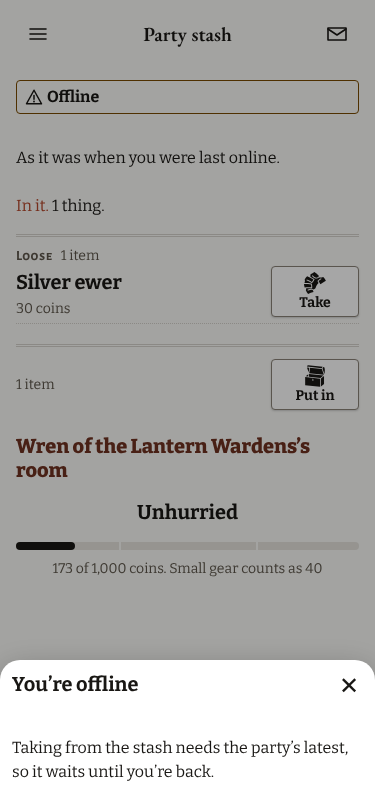 Party stash
Offline
As it was when you were last online.
In it. 1 thing.
Loose 1 item
Silver ewer
30 coins
Take
1 item
Put in
Wren of the Lantern Wardens’s
room
Unhurried
173 of 1,000 coins. Small gear counts as 40
You’re offline
Taking from the stash needs the party’s latest,
so it waits until you’re back.